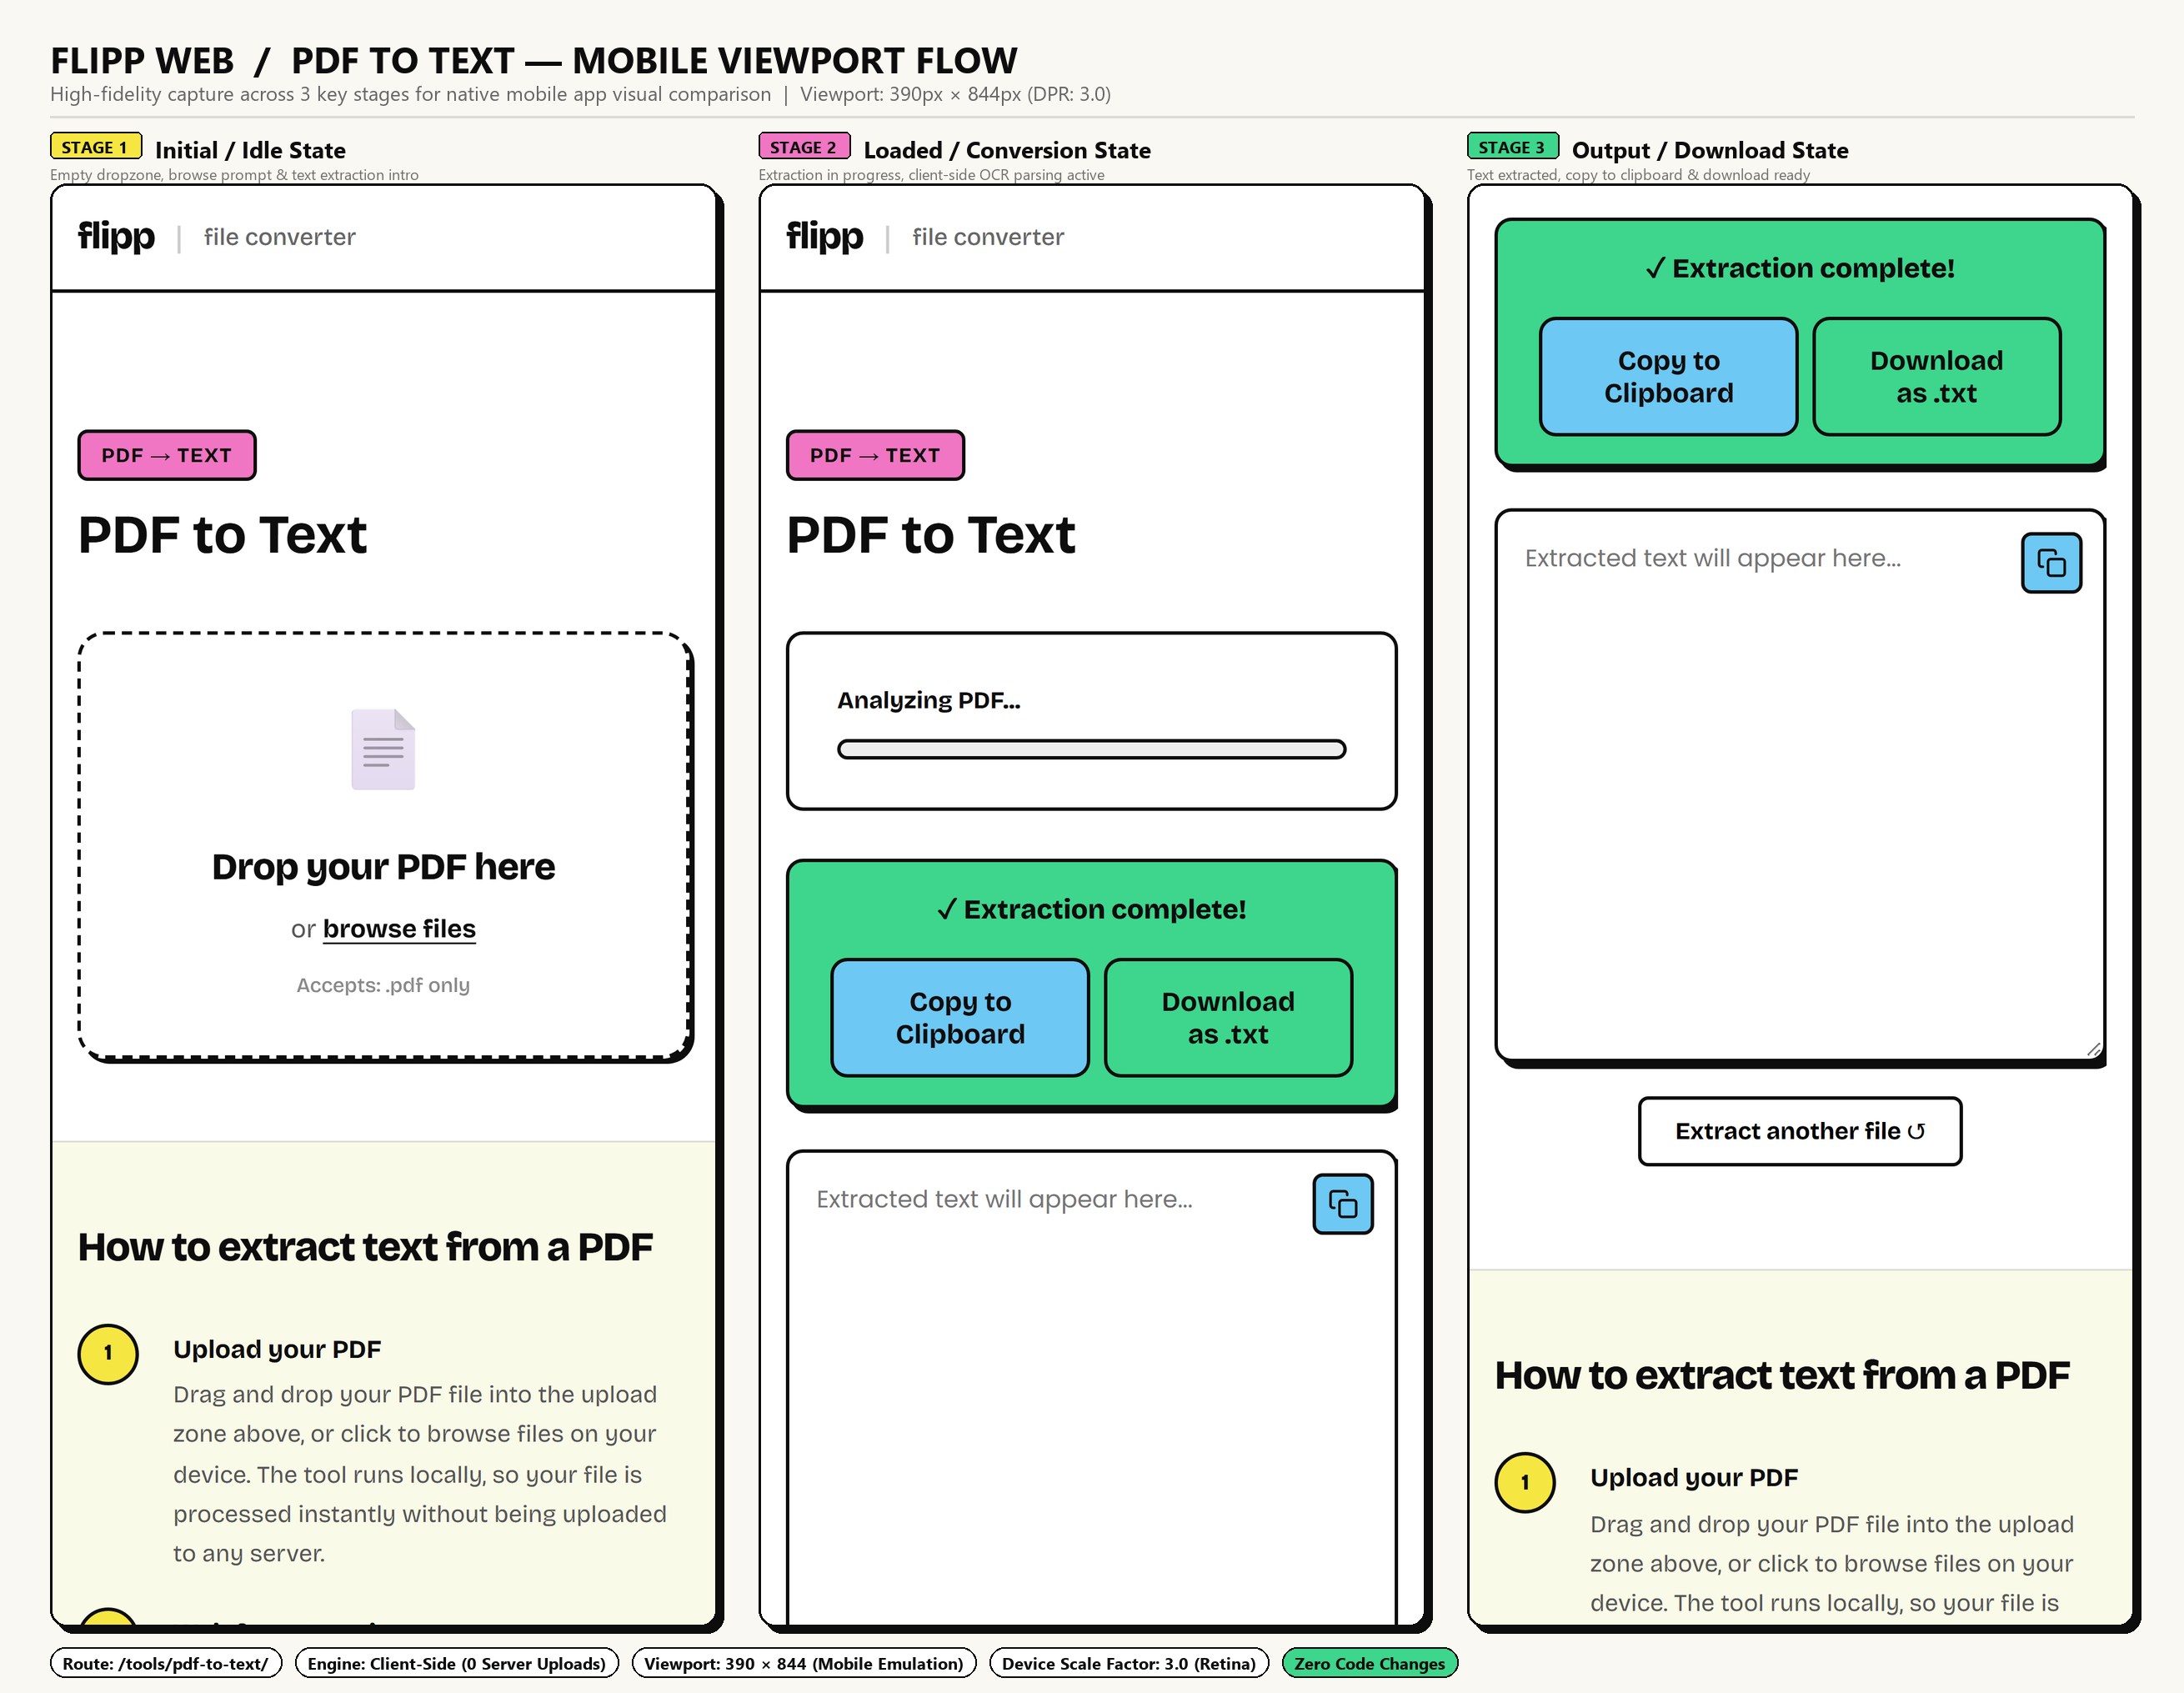 FLIPP WEB / PDF TO TEXT — MOBILE VIEWPORT FLOW
High-fidelity capture across 3 key stages for native mobile app visual comparison | Viewport: 390px × 844px (DPR: 3.0)
STAGE 1 Initial / Idle State
Empty dropzone, browse prompt & text extraction intro
flipp | file converter
PDF → TEXT
PDF to Text
Drop your PDF here
or browse files
Accepts: .pdf only
How to extract text from a PDF
1
Upload your PDF
Drag and drop your PDF file into the upload
zone above, or click to browse files on your
device. The tool runs locally, so your file is
processed instantly without being uploaded
to any server.
STAGE 2 Loaded / Conversion State
Extraction in progress, client-side OCR parsing active
flipp | file converter
PDF → TEXT
PDF to Text
Analyzing PDF...
✓ Extraction complete!
Copy to
Clipboard
Download
as .txt
Extracted text will appear here...
STAGE 3 Output / Download State
Text extracted, copy to clipboard & download ready
✓ Extraction complete!
Copy to
Clipboard
Download
as .txt
Extracted text will appear here...
Extract another file ↺
How to extract text from a PDF
1
Upload your PDF
Drag and drop your PDF file into the upload
zone above, or click to browse files on your
device. The tool runs locally, so your file is
Route: /tools/pdf-to-text/
Engine: Client-Side (0 Server Uploads)
Viewport: 390 × 844 (Mobile Emulation)
Device Scale Factor: 3.0 (Retina)
Zero Code Changes